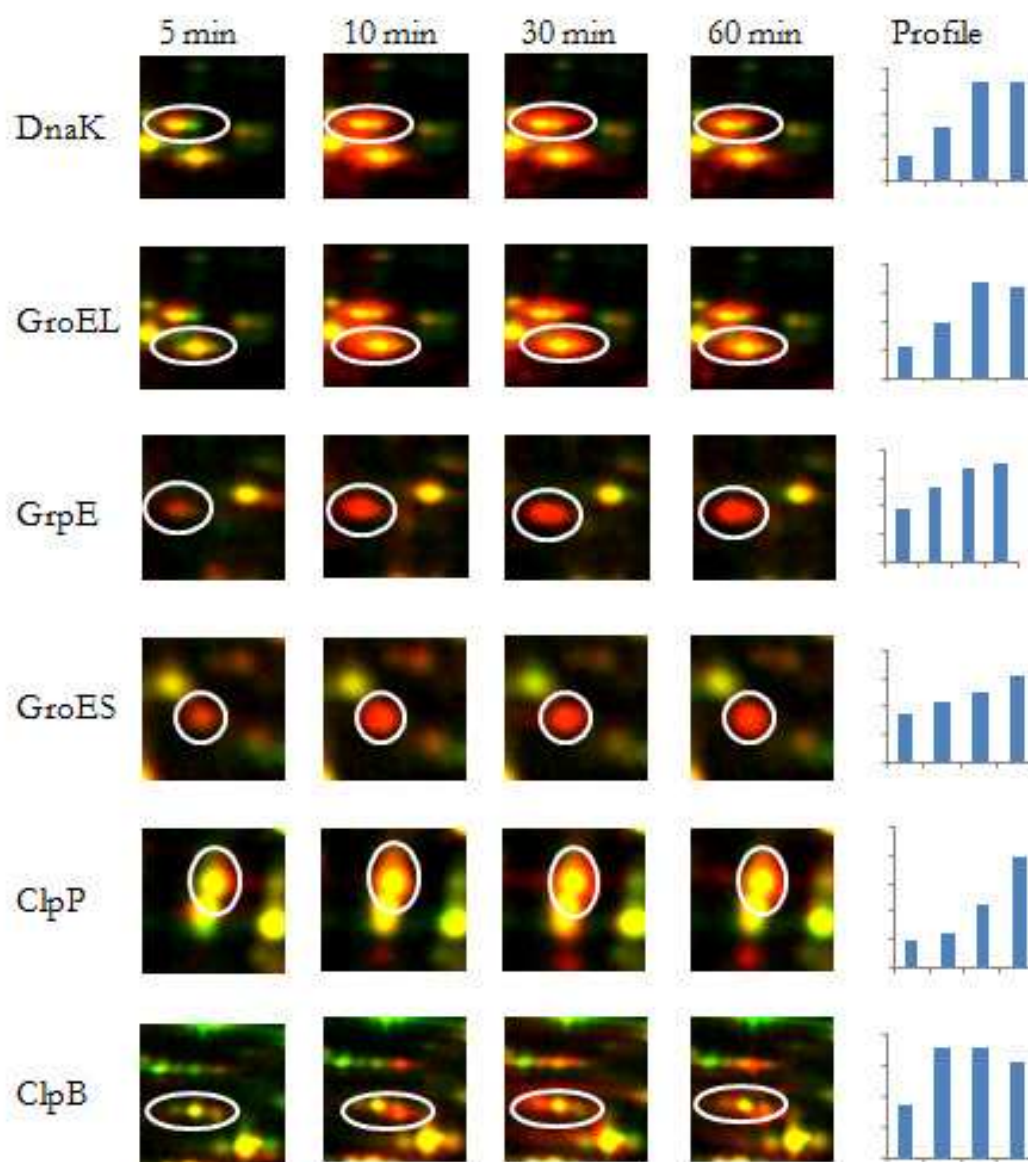 5 min 10 min 30 min 60 min Profile
DnaK
GroEL
GrpE
GroES
ClpP
ClpB